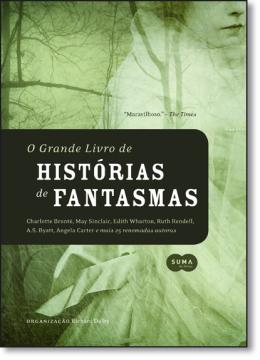 "Maravilhoso." – The Times
O Grande Livro de
HISTÓRIAS
de FANTASMAS
Charlotte Brontë, May Sinclair, Edith Wharton, Ruth Rendell,
A.S. Byatt, Angela Carter e mais 25 renomadas autoras
SUMA
ORGANIZAÇÃO Richard Dalby